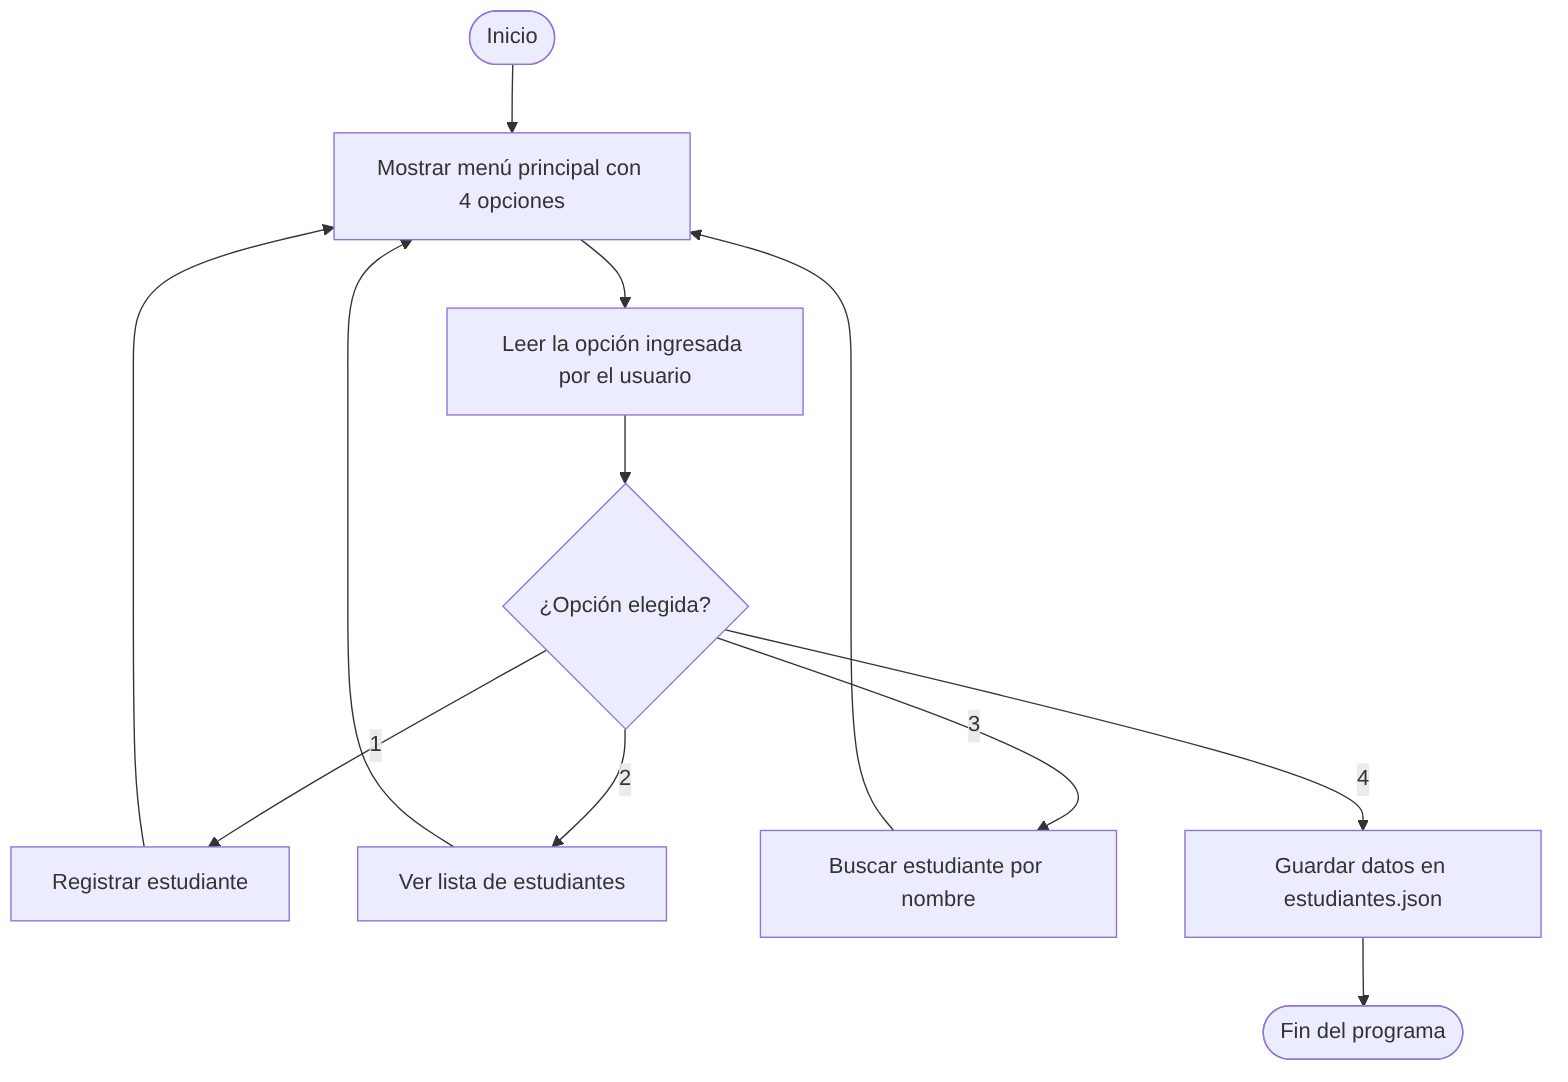 Inicio
Mostrar menú principal con
4 opciones
Leer la opción ingresada
por el usuario
¿Opción elegida?
1
2
3
4
Registrar estudiante
Ver lista de estudiantes
Buscar estudiante por
nombre
Guardar datos en
estudiantes.json
Fin del programa